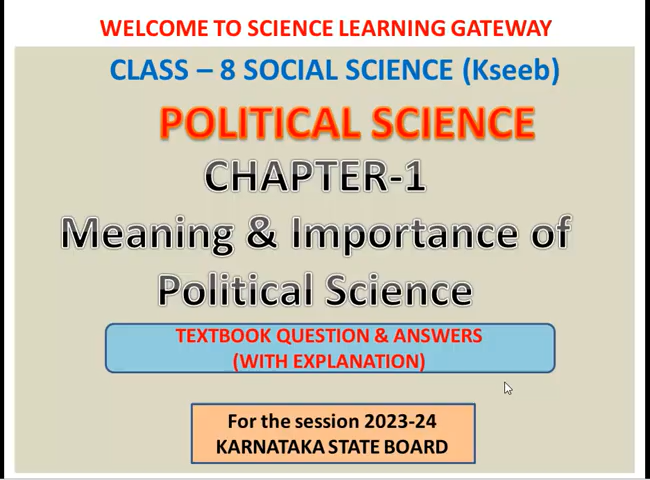 WELCOME TO SCIENCE LEARNING GATEWAY
CLASS – 8 SOCIAL SCIENCE (Kseeb)
POLITICAL SCIENCE
CHAPTER-1
Meaning & Importance of
Political Science
TEXTBOOK QUESTION & ANSWERS
(WITH EXPLANATION)
For the session 2023-24
KARNATAKA STATE BOARD